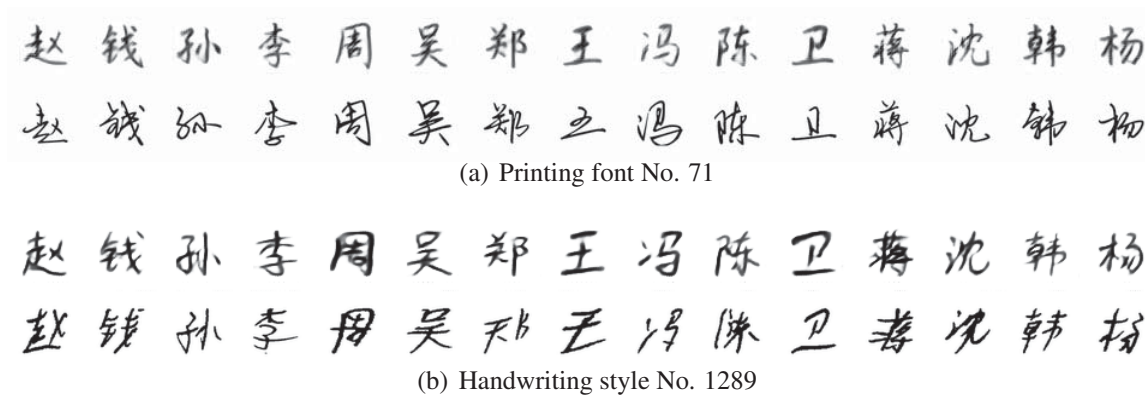 赵 钱 孙 李 周 吴 郑 王 冯 陈 卫 蒋 沈 韩 杨
赵 钱 孙 李 周 吴 郑 王 冯 陈 卫 蒋 沈 韩 杨
(a) Printing font No. 71
赵 钱 孙 李 周 吴 郑 王 冯 陈 卫 蒋 沈 韩 杨
赵 钱 孙 李 周 吴 郑 王 冯 陈 卫 蒋 沈 韩 杨
(b) Handwriting style No. 1289